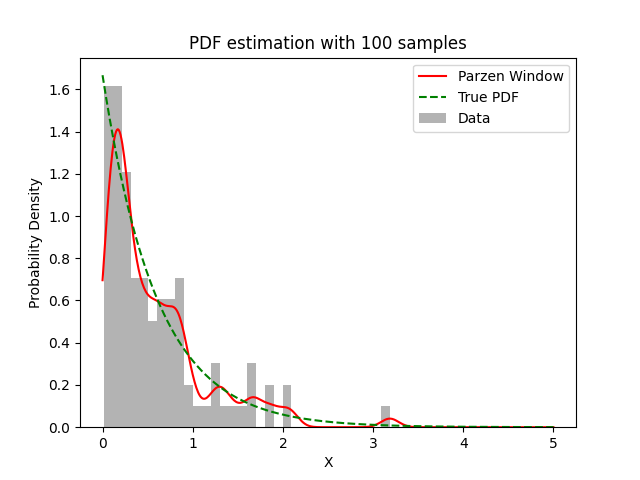 PDF estimation with 100 samples
Parzen Window
True PDF
Data
Probability Density
1.6
1.4
1.2
1.0
0.8
0.6
0.4
0.2
0.0
0 1 2 3 4 5
X